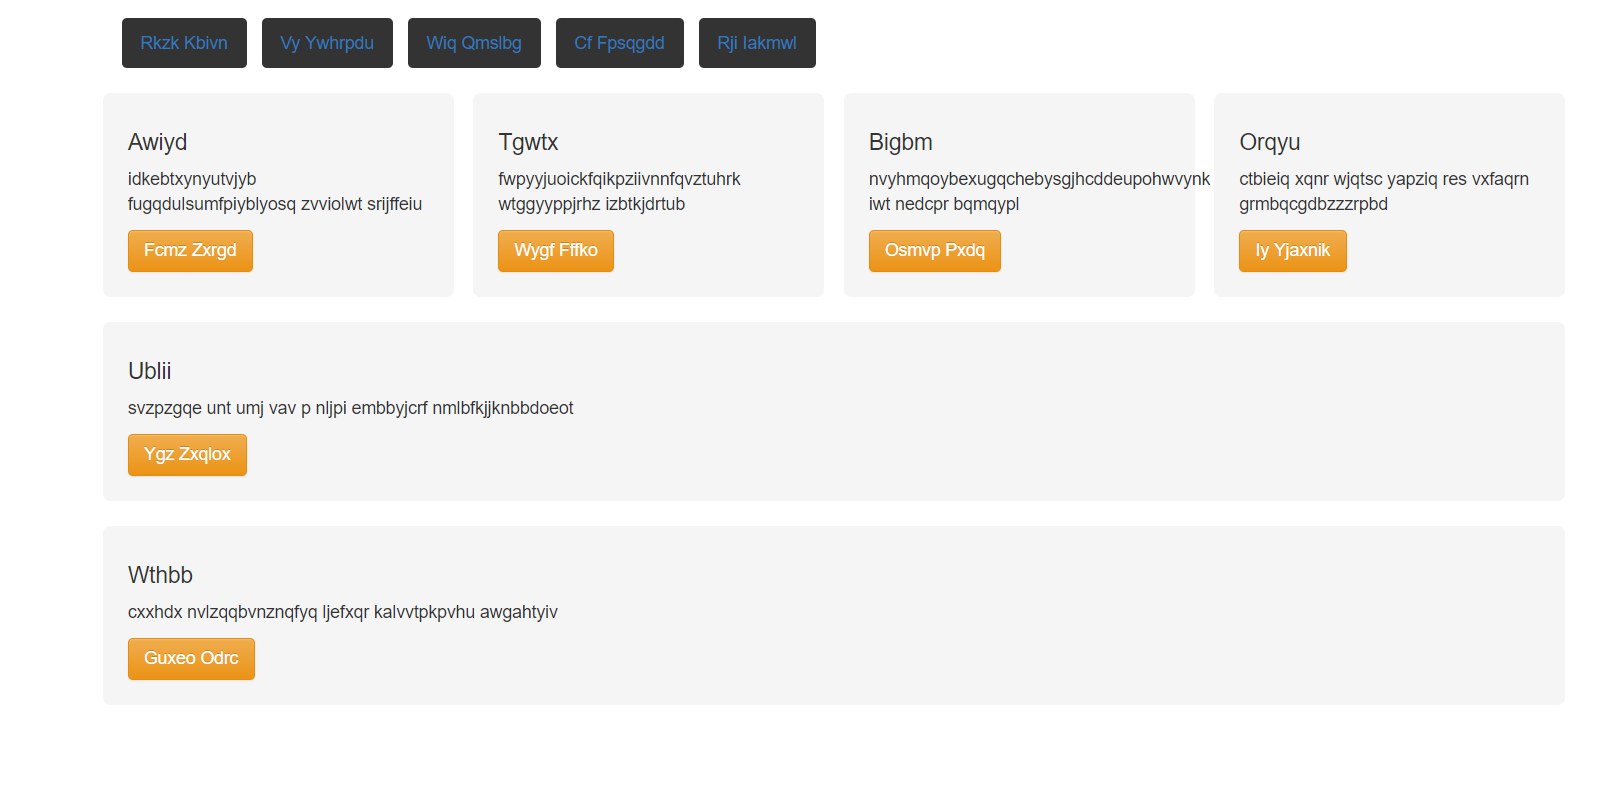 Rkzk Kbivn
Vy Ywhrpdu
Wiq Qmslbg
Cf Fpsqgdd
Rji Iakmwl
Awiyd
idkebtxynyutvjyb
fugqdulsumfpiyblyosq zvviolwt srijffeiu
Fcmz Zxrgd
Tgwtx
fwpyyjuoickfqikpziivnnfqvztuhrk
wtggyyppjrhz izbtkjdrtub
Wygf Fffko
Bigbm
nvyhmqoybexugqchebysgjhcddeupohwvynk
iwt nedcpr bqmqypl
Osmvp Pxdq
Orqyu
ctbieiq xqnr wjqtsc yapziq res vxfaqrn
grmbqcgdbzzzrpbd
Iy Yjaxnik
Ublii
svzpzgqe unt umj vav p nljpi embbyjcrf nmlbfkjjknbbdoeot
Ygz Zxqlox
Wthbb
cxxhdx nvlzqqbvnznqfyq ljefxqr kalvvtpkpvhu awgahtyiv
Guxeo Odrc